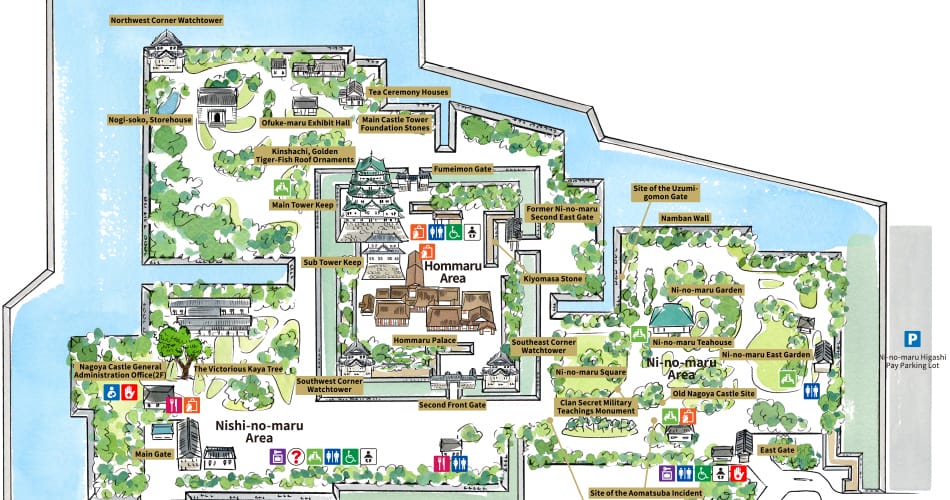 Northwest Corner Watchtower
Tea Ceremony Houses
Nogi-soko, Storehouse
Ofuke-maru Exhibit Hall
Main Castle Tower
Foundation Stones
Kinshachi, Golden
Tiger-Fish Roof Ornaments
Fumeimon Gate
Main Tower Keep
Former Ni-no-maru
Second East Gate
Site of the Uzumi-
gomon Gate
Namban Wall
Sub Tower Keep
Hommaru
Area
Kiyomasa Stone
Ni-no-maru Garden
Hommaru Palace
Southeast Corner
Watchtower
Ni-no-maru Teahouse
Ni-no-maru East Garden
Ni-no-maru
Area
P
Ni-no-maru Higashi
Pay Parking Lot
Nagoya Castle General
Administration Office(2F)
The Victorious Kaya Tree
Southwest Corner
Watchtower
Ni-no-maru Square
Second Front Gate
Clan Secret Military
Teachings Monument
Old Nagoya Castle Site
Nishi-no-maru
Area
Main Gate
?
East Gate
Site of the Aomatsuba Incident